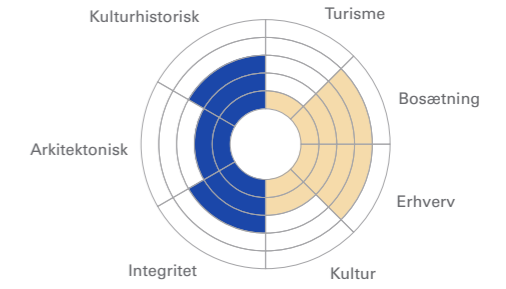 Kulturhistorisk
Turisme
Bosætning
Arkitektonisk
Erhverv
Integritet
Kultur